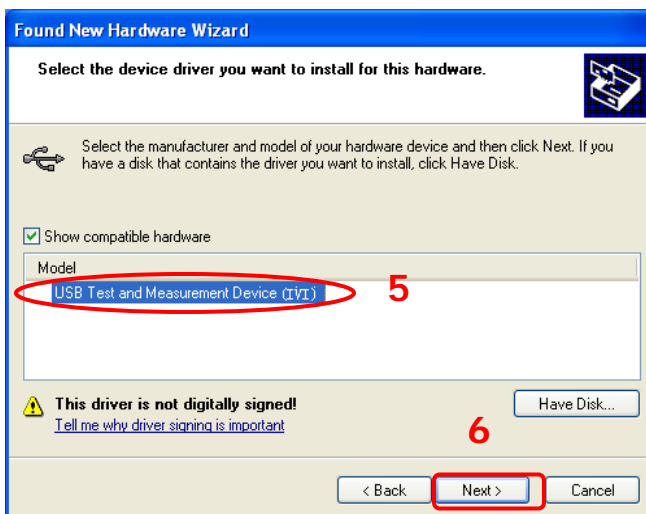 Found New Hardware Wizard
Select the device driver you want to install for this hardware.
Select the manufacturer and model of your hardware device and then click Next. If you
have a disk that contains the driver you want to install, click Have Disk.
Show compatible hardware
Model
USB Test and Measurement Device (IVI)
5
This driver is not digitally signed!
Have Disk...
Tell me why driver signing is important
6
< Back
Next >
Cancel